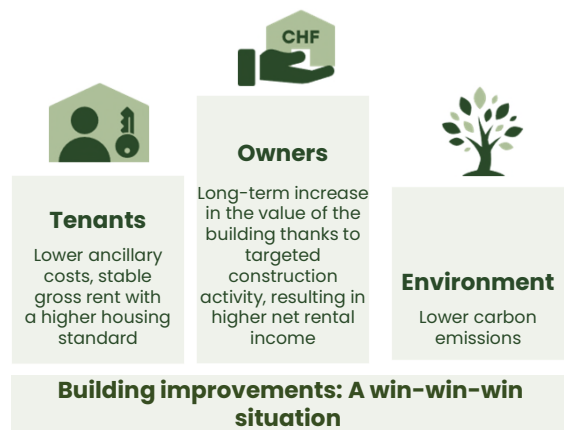 CHF
Tenants
Lower ancillary
costs, stable
gross rent with
a higher housing
standard
Owners
Long-term increase
in the value of the
building thanks to
targeted
construction
activity, resulting in
higher net rental
income
Environment
Lower carbon
emissions
Building improvements: A win-win-win
situation